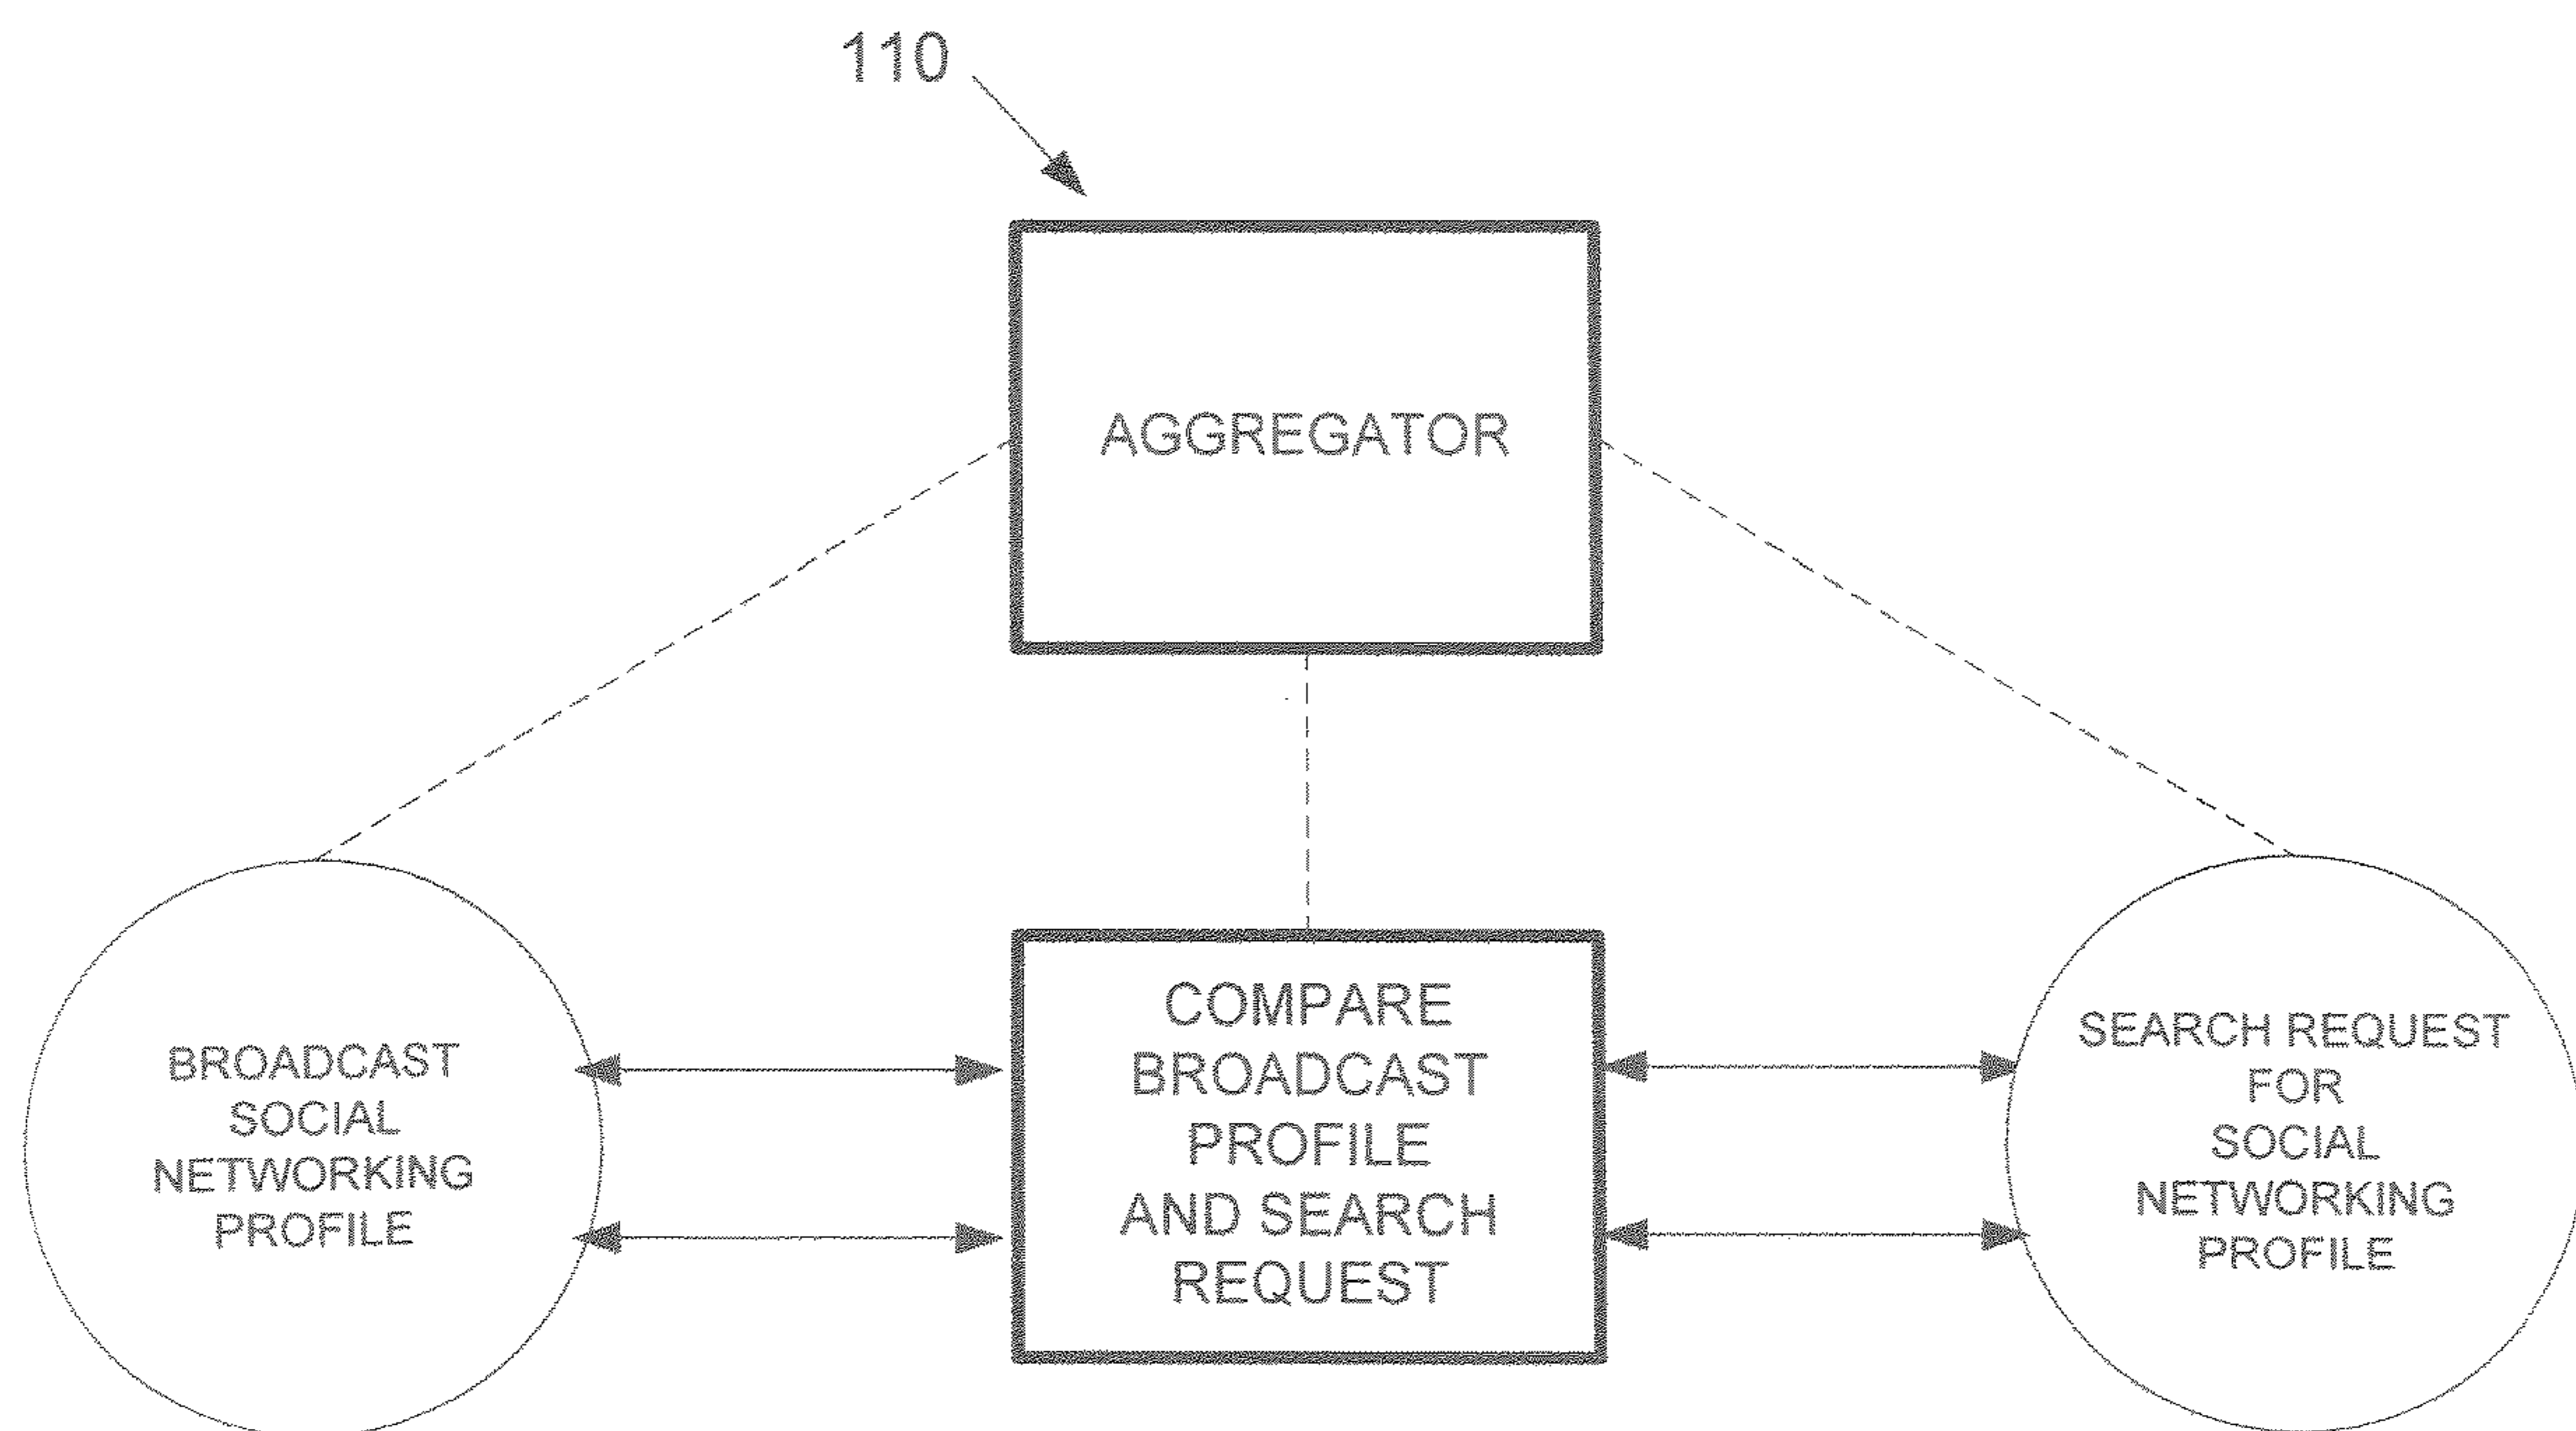 110
AGGREGATOR
BROADCAST
SOCIAL
NETWORKING
PROFILE
COMPARE
BROADCAST
PROFILE
AND SEARCH
REQUEST
SEARCH REQUEST
FOR
SOCIAL
NETWORKING
PROFILE